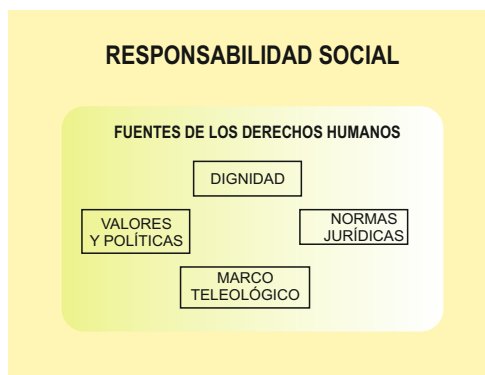 RESPONSABILIDAD SOCIAL
FUENTES DE LOS DERECHOS HUMANOS
DIGNIDAD
VALORES
Y POLÍTICAS
NORMAS
JURÍDICAS
MARCO
TELEOLÓGICO